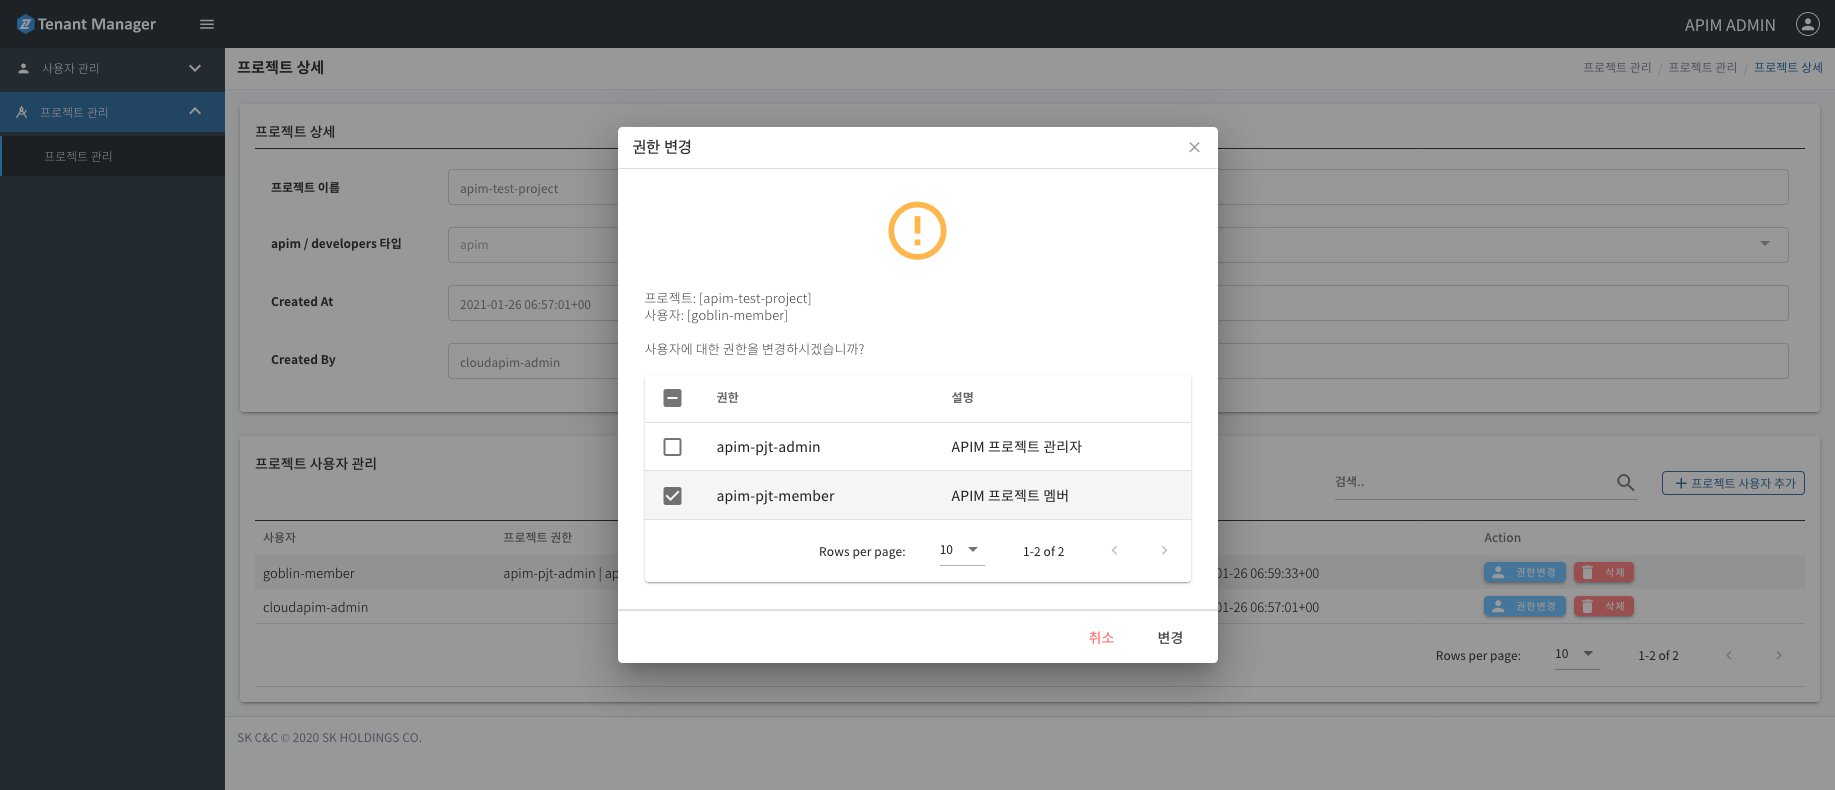 Tenant Manager
APIM ADMIN
사용자 관리
프로젝트 관리
프로젝트 관리
프로젝트 상세
프로젝트 관리 / 프로젝트 관리 / 프로젝트 상세
프로젝트 상세
프로젝트 이름
apim-test-project
apim / developers 타입
apim
Created At
2021-01-26 06:57:01+00
Created By
cloudapim-admin
프로젝트 사용자 관리
검색..
프로젝트 사용자 추가
사용자 프로젝트 권한 Action
goblin-member apim-pjt-admin | ap 01-26 06:59:33+00 권한변경 삭제
cloudapim-admin 01-26 06:57:01+00 권한변경 삭제
Rows per page: 10 1-2 of 2
SK C&C © 2020 SK HOLDINGS CO.
권한 변경
프로젝트: [apim-test-project]
사용자: [goblin-member]
사용자에 대한 권한을 변경하시겠습니까?
권한 설명
apim-pjt-admin APIM 프로젝트 관리자
apim-pjt-member APIM 프로젝트 멤버
Rows per page: 10 1-2 of 2
취소 변경